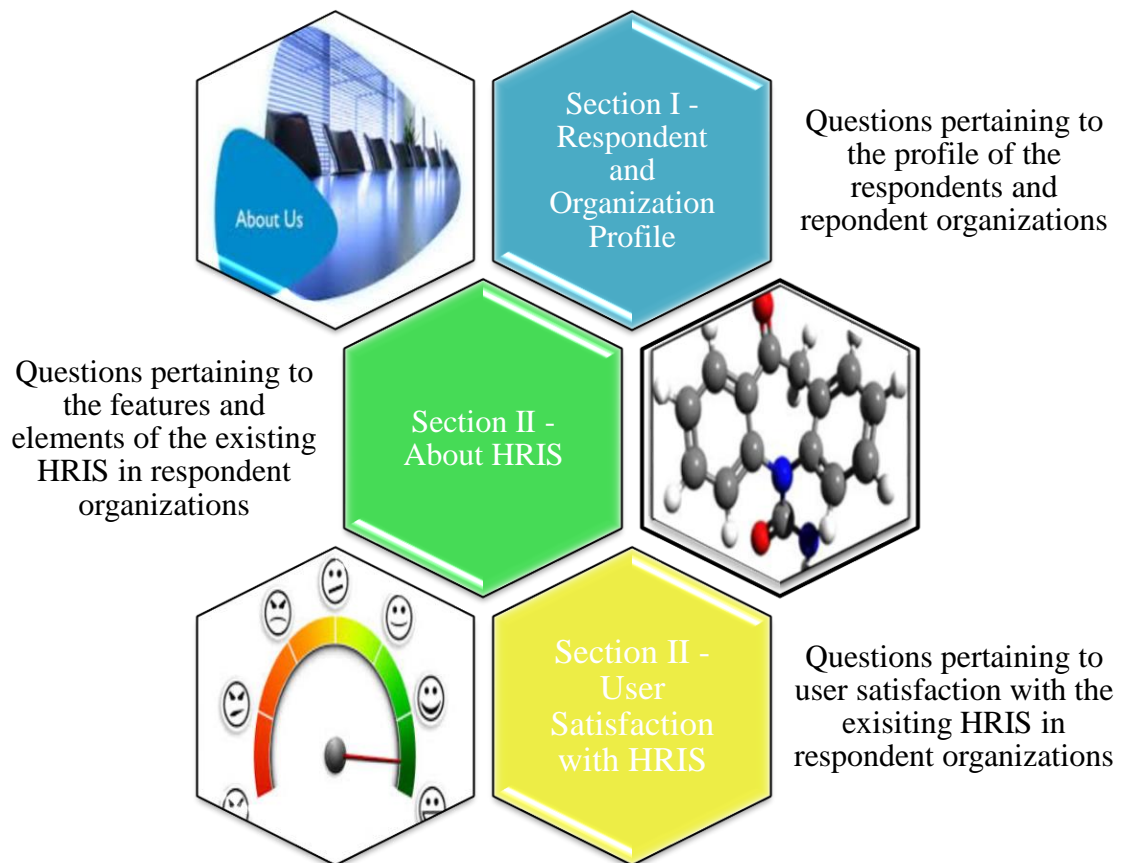 About Us
Section I -
Respondent
and
Organization
Profile
Questions pertaining to
the profile of the
respondents and
repondent organizations
Questions pertaining to
the features and
elements of the existing
HRIS in respondent
organizations
Section II -
About HRIS
Section II -
User
Satisfaction
with HRIS
Questions pertaining to
user satisfaction with the
exisiting HRIS in
respondent organizations